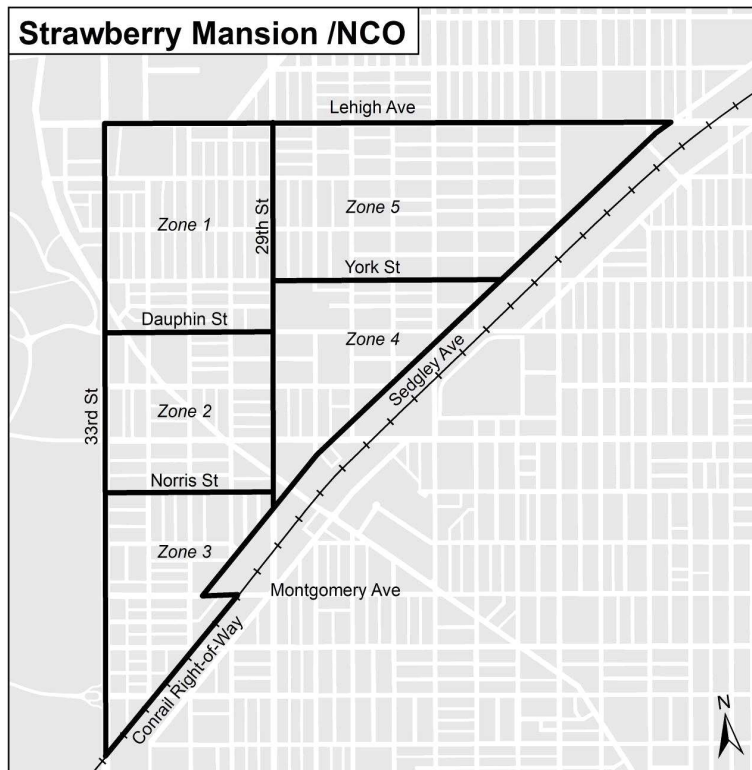 Strawberry Mansion /NCO
Lehigh Ave
Zone 1
29th St
Zone 5
York St
Dauphin St
Zone 4
Sedgley Ave
33rd St
Zone 2
Norris St
Zone 3
Montgomery Ave
Conrail Right-of-Way
N